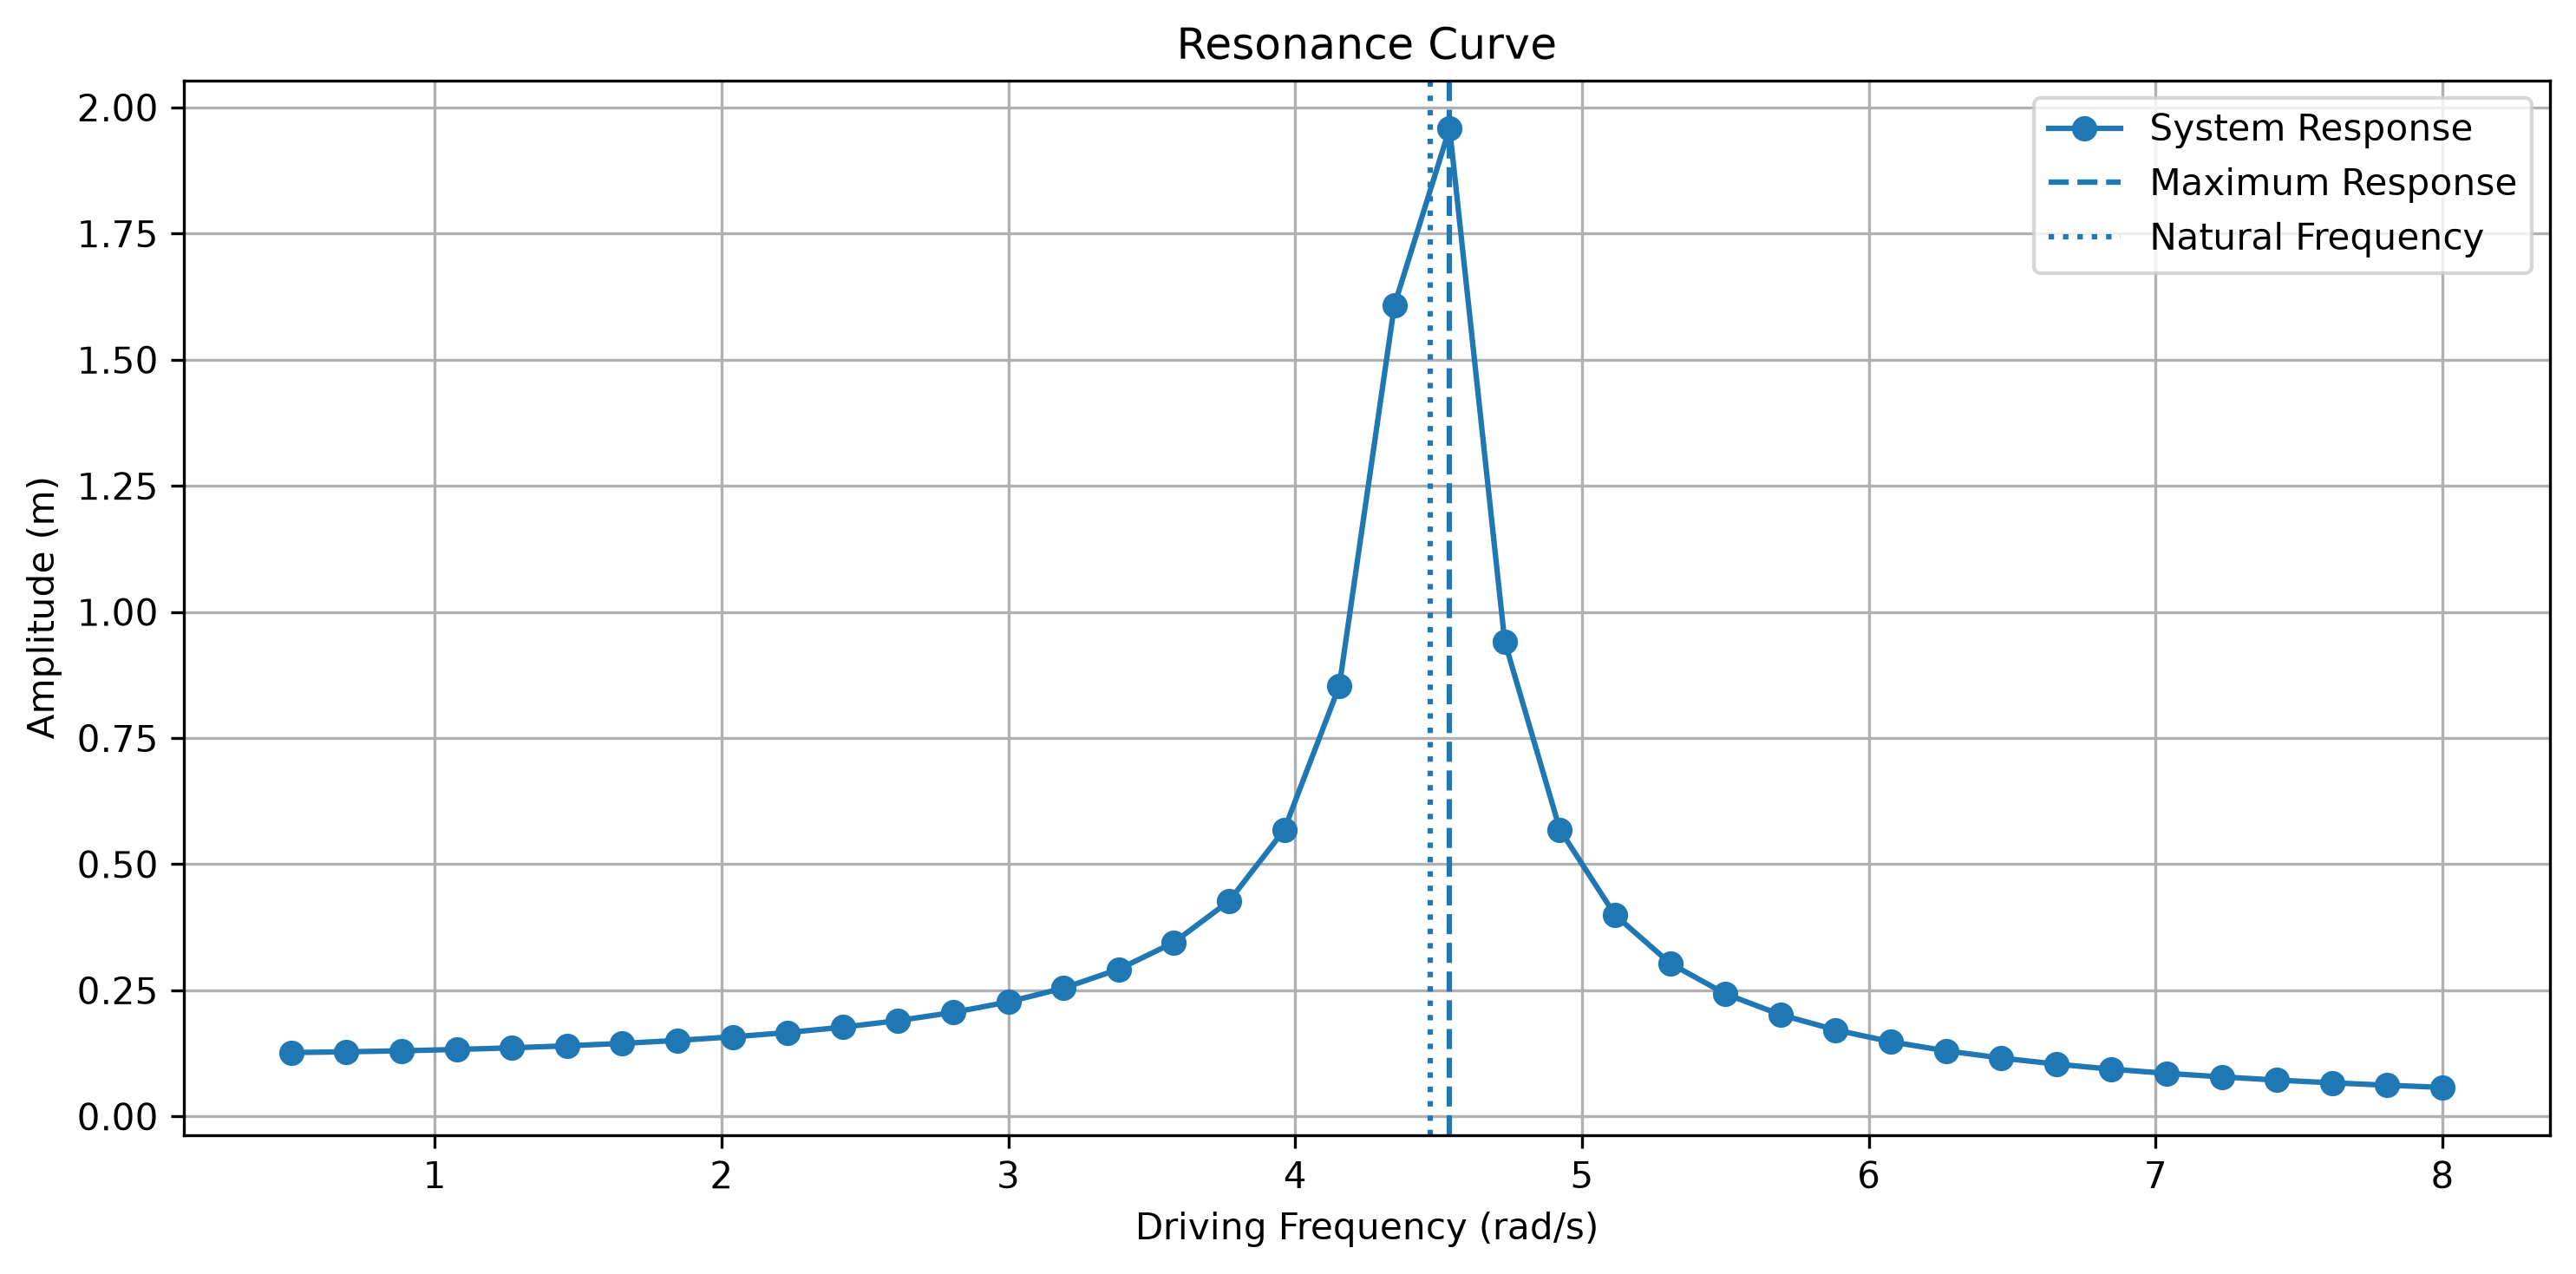 Resonance Curve
2.00
1.75
1.50
1.25
1.00
0.75
0.50
0.25
0.00
Amplitude (m)
System Response
Maximum Response
Natural Frequency
1 2 3 4 5 6 7 8
Driving Frequency (rad/s)